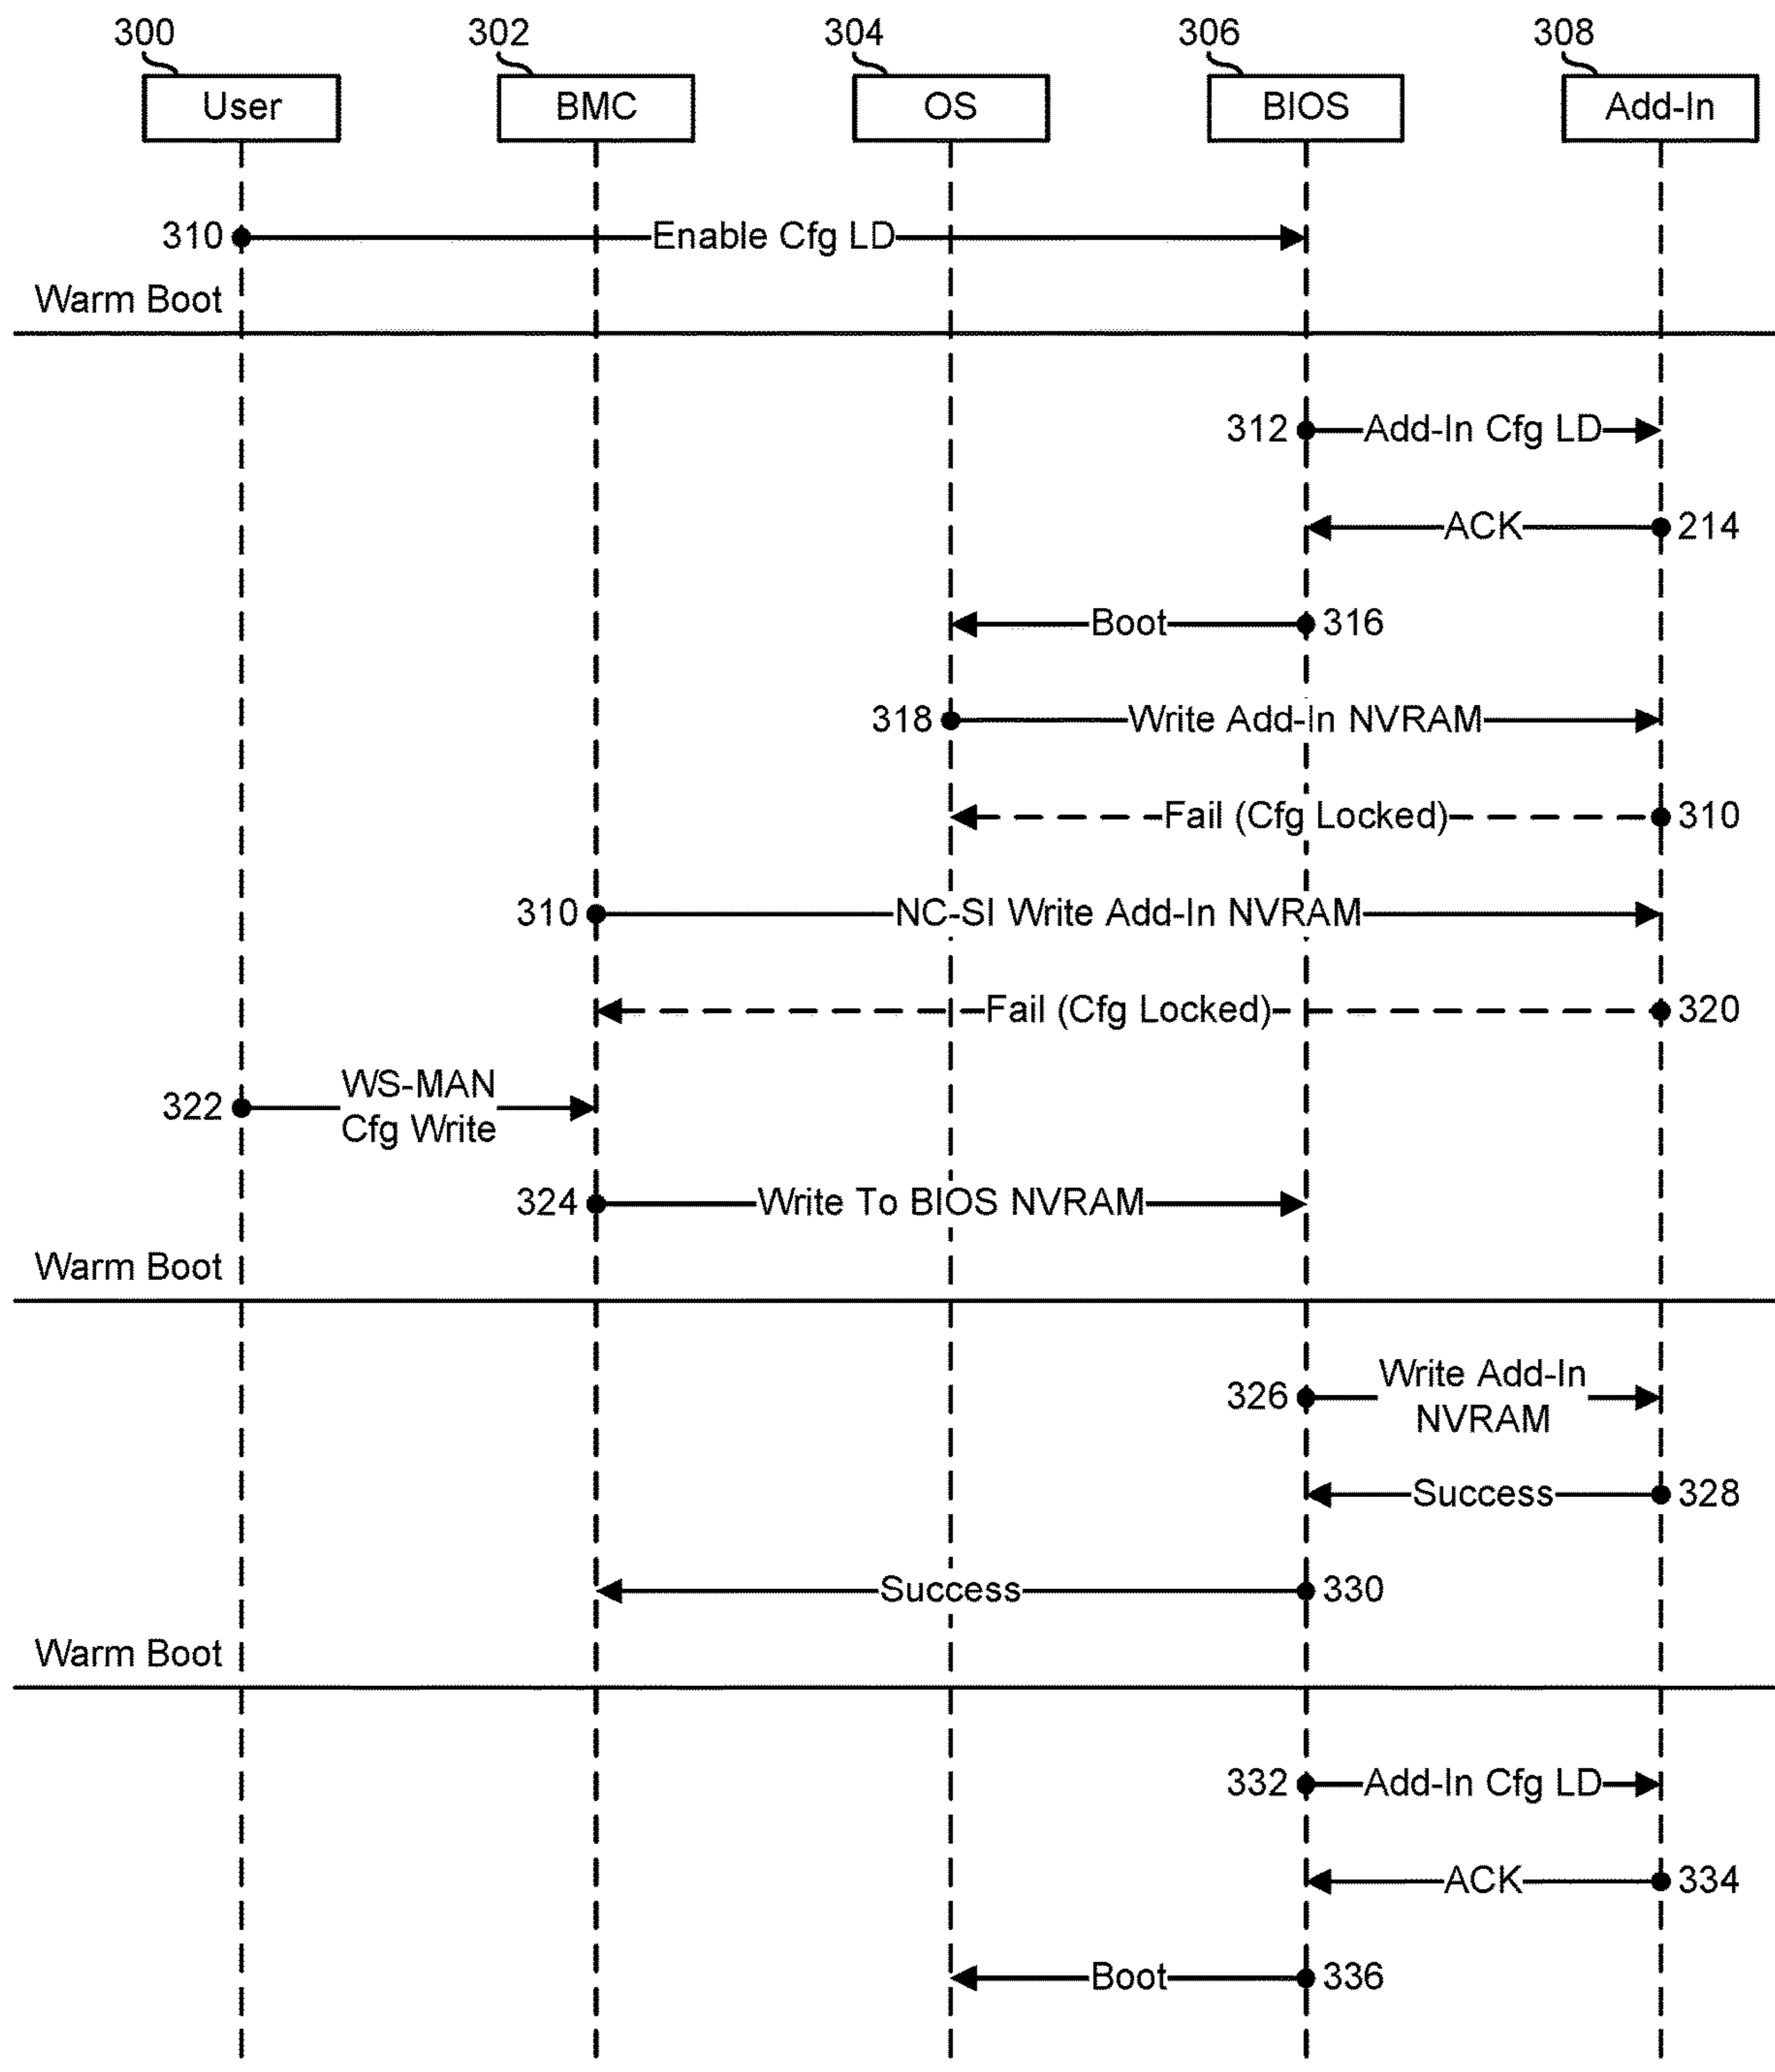 300 302 304 306 308
User BMC OS BIOS Add-In
310 Enable Cfg LD
Warm Boot
312 Add-In Cfg LD
ACK 214
Boot 316
318 Write Add-In NVRAM
Fail (Cfg Locked) 310
310 NC-SI Write Add-In NVRAM
Fail (Cfg Locked) 320
322 WS-MAN
Cfg Write
324 Write To BIOS NVRAM
Warm Boot
326 Write Add-In
NVRAM
Success 328
Success 330
Warm Boot
332 Add-In Cfg LD
ACK 334
Boot 336